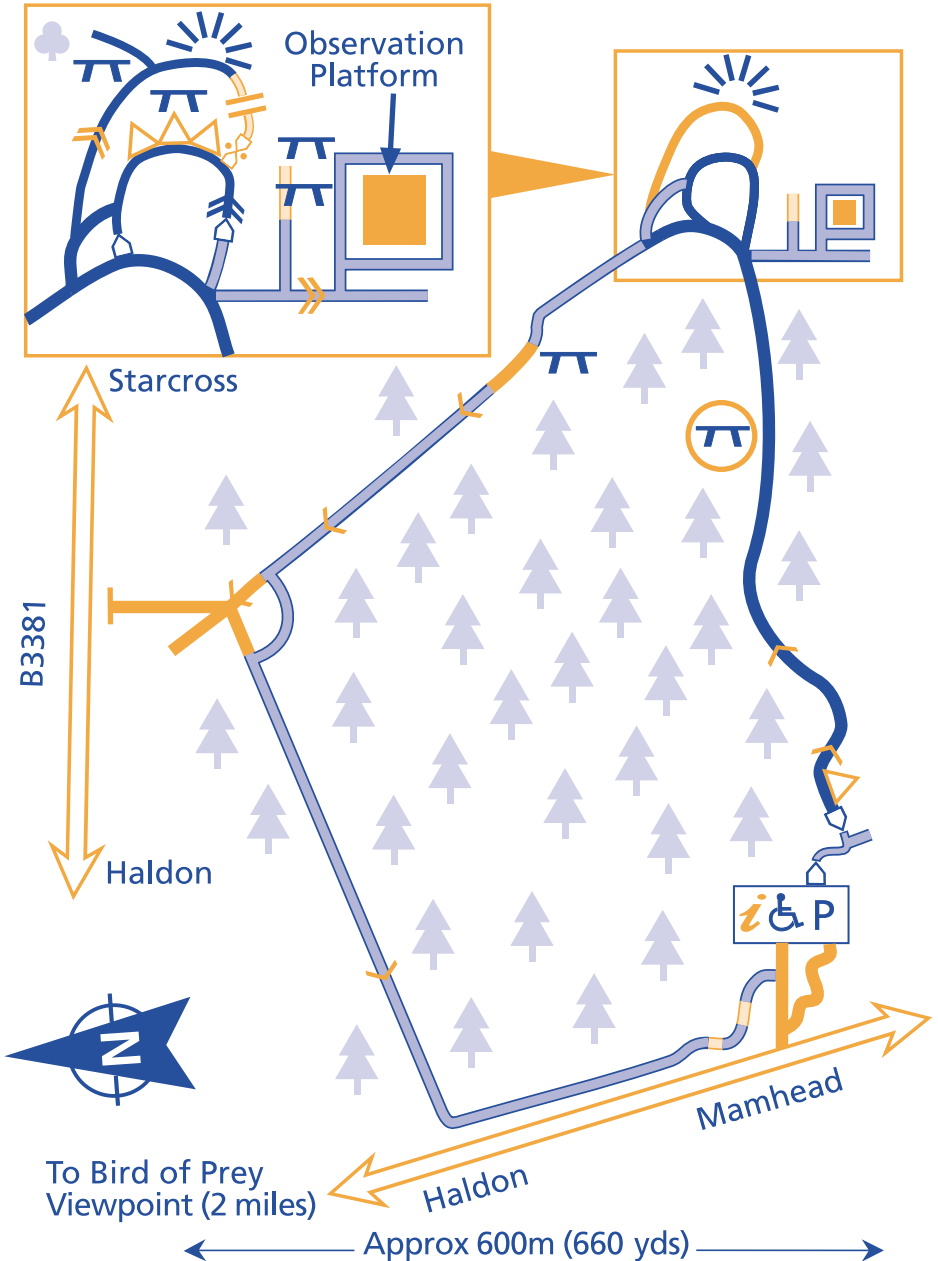 Observation
Platform
Starcross
B3381
Haldon
i P
N
Mamhead
Haldon
To Bird of Prey
Viewpoint (2 miles)
Approx 600m (660 yds)